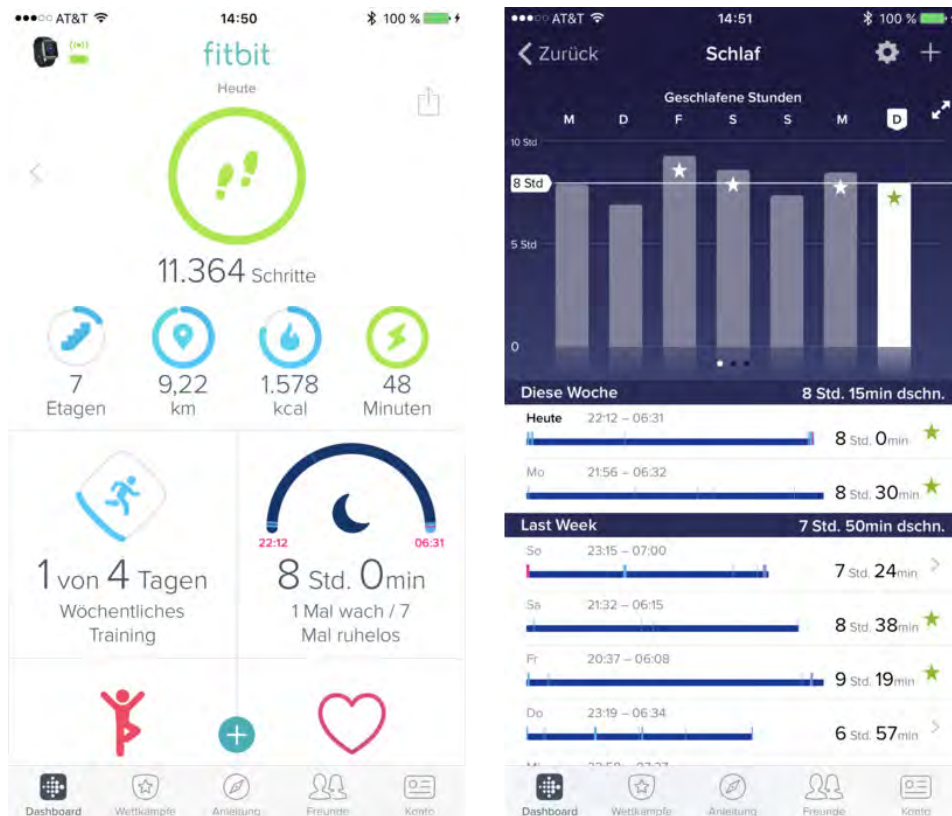 AT&T 14:50 100 %
fitbit
Heute
11.364 Schritte
7 9,22 1.578 48
Etagen km kcal Minuten
22:12 06:31
1 von 4 Tagen
Wöchentliches
Training
8 Std. 0min
1 Mal wach / 7
Mal ruhelos
Dashboard Wettkämpfe Anleitung Freunde Konto
AT&T 14:51 100 %
Zurück Schlaf
Geschlafene Stunden
M D F S S M D
10 Std
8 Std
5 Std
0
Diese Woche 8 Std. 15min dschn.
Heute 22:12 – 06:31
8 Std. 0min
Mo 21:56 – 06:32
8 Std. 30min
Last Week 7 Std. 50min dschn.
So 23:15 – 07:00
7 Std. 24min
Sa 21:32 – 06:15
8 Std. 38min
Fr 20:37 – 06:08
9 Std. 19min
Do 23:19 – 06:34
6 Std. 57min
Dashboard Wettkämpfe Anleitung Freunde Konto